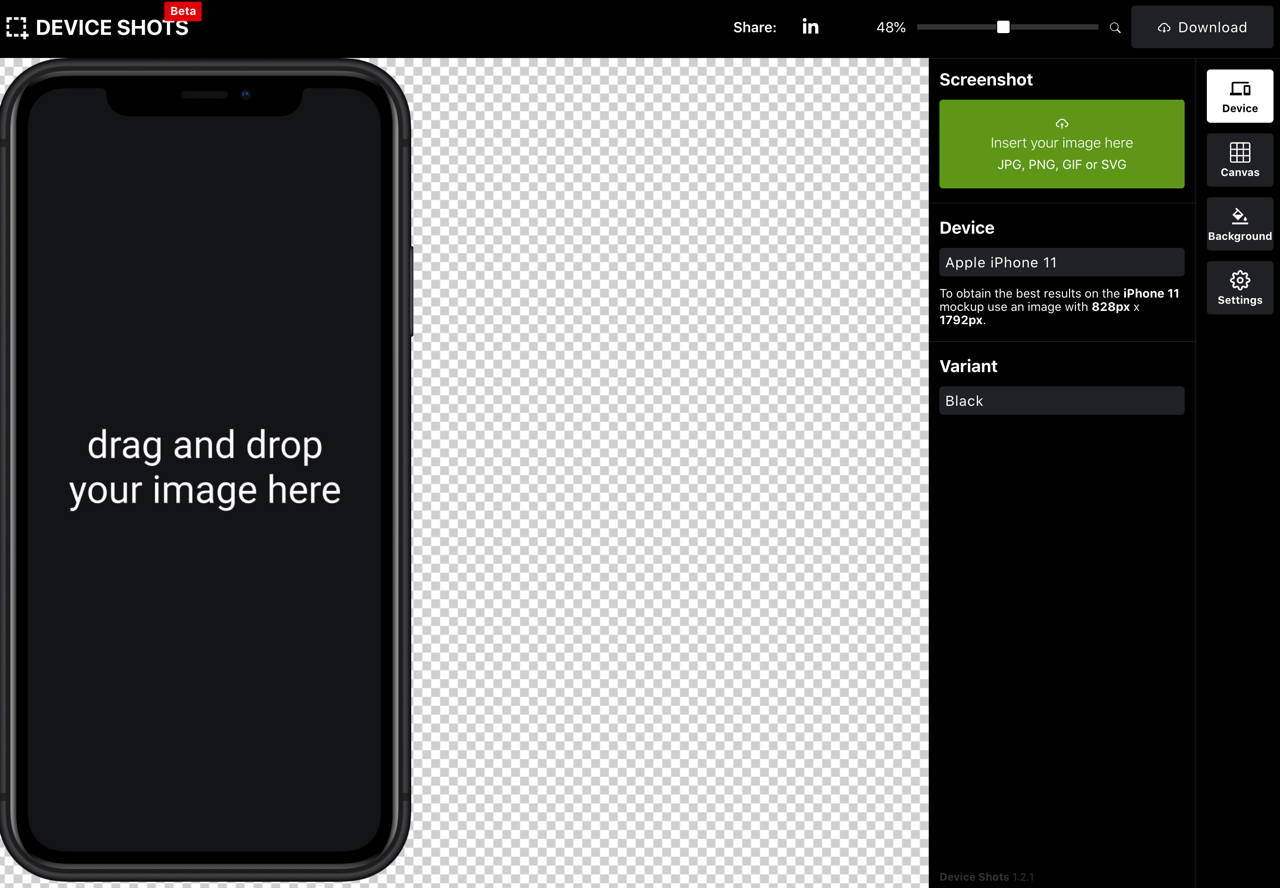 Beta
DEVICE SHOTS
Share:
in
48%
Download
drag and drop
your image here
Screenshot
Insert your image here
JPG, PNG, GIF or SVG
Device
Apple iPhone 11
To obtain the best results on the iPhone 11
mockup use an image with 828px x
1792px.
Variant
Black
Device Shots 1.2.1
Device
Canvas
Background
Settings